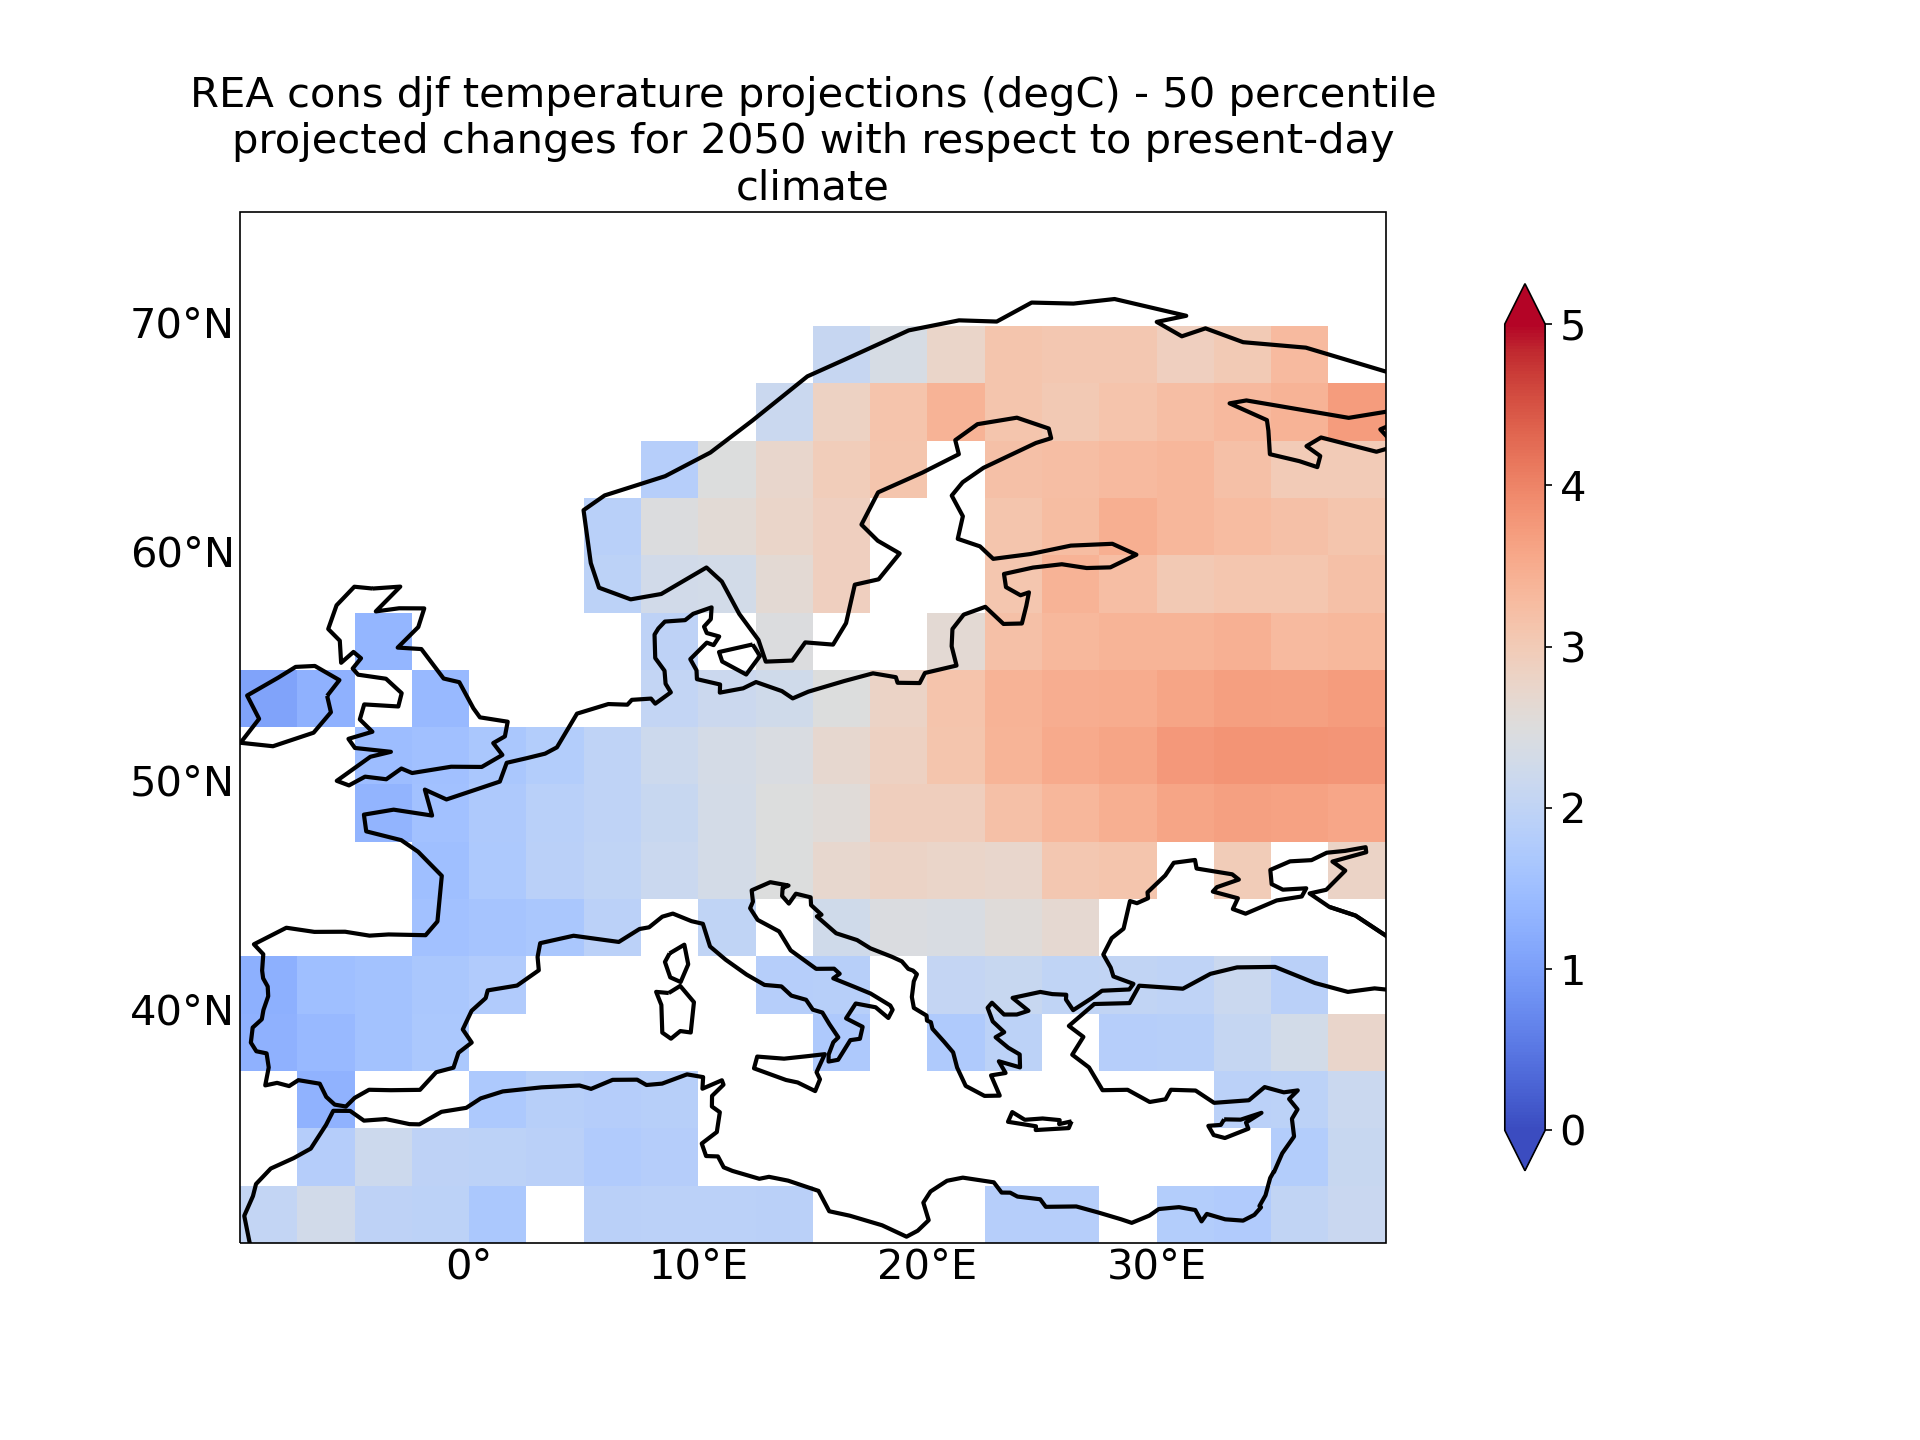 REA cons djf temperature projections (degC) - 50 percentile
projected changes for 2050 with respect to present-day
climate
70°N
60°N
50°N
40°N
0°
10°E
20°E
30°E
5
4
3
2
1
0